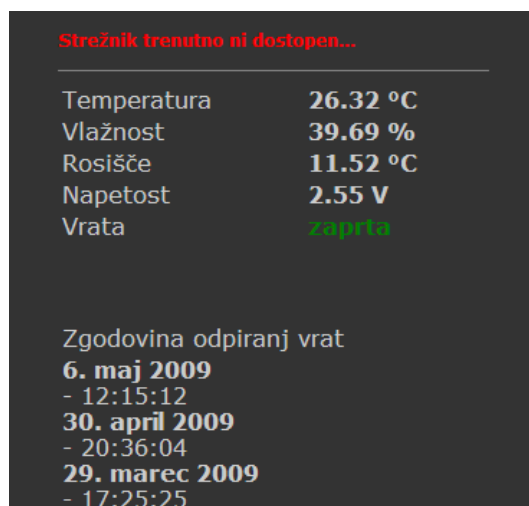 Strežnik trenutno ni dostopen...
Temperatura 26.32 ºC
Vlažnost 39.69 %
Rosišče 11.52 ºC
Napetost 2.55 V
Vrata zaprta
Zgodovina odpiranj vrat
6. maj 2009
- 12:15:12
30. april 2009
- 20:36:04
29. marec 2009
- 17:25:25